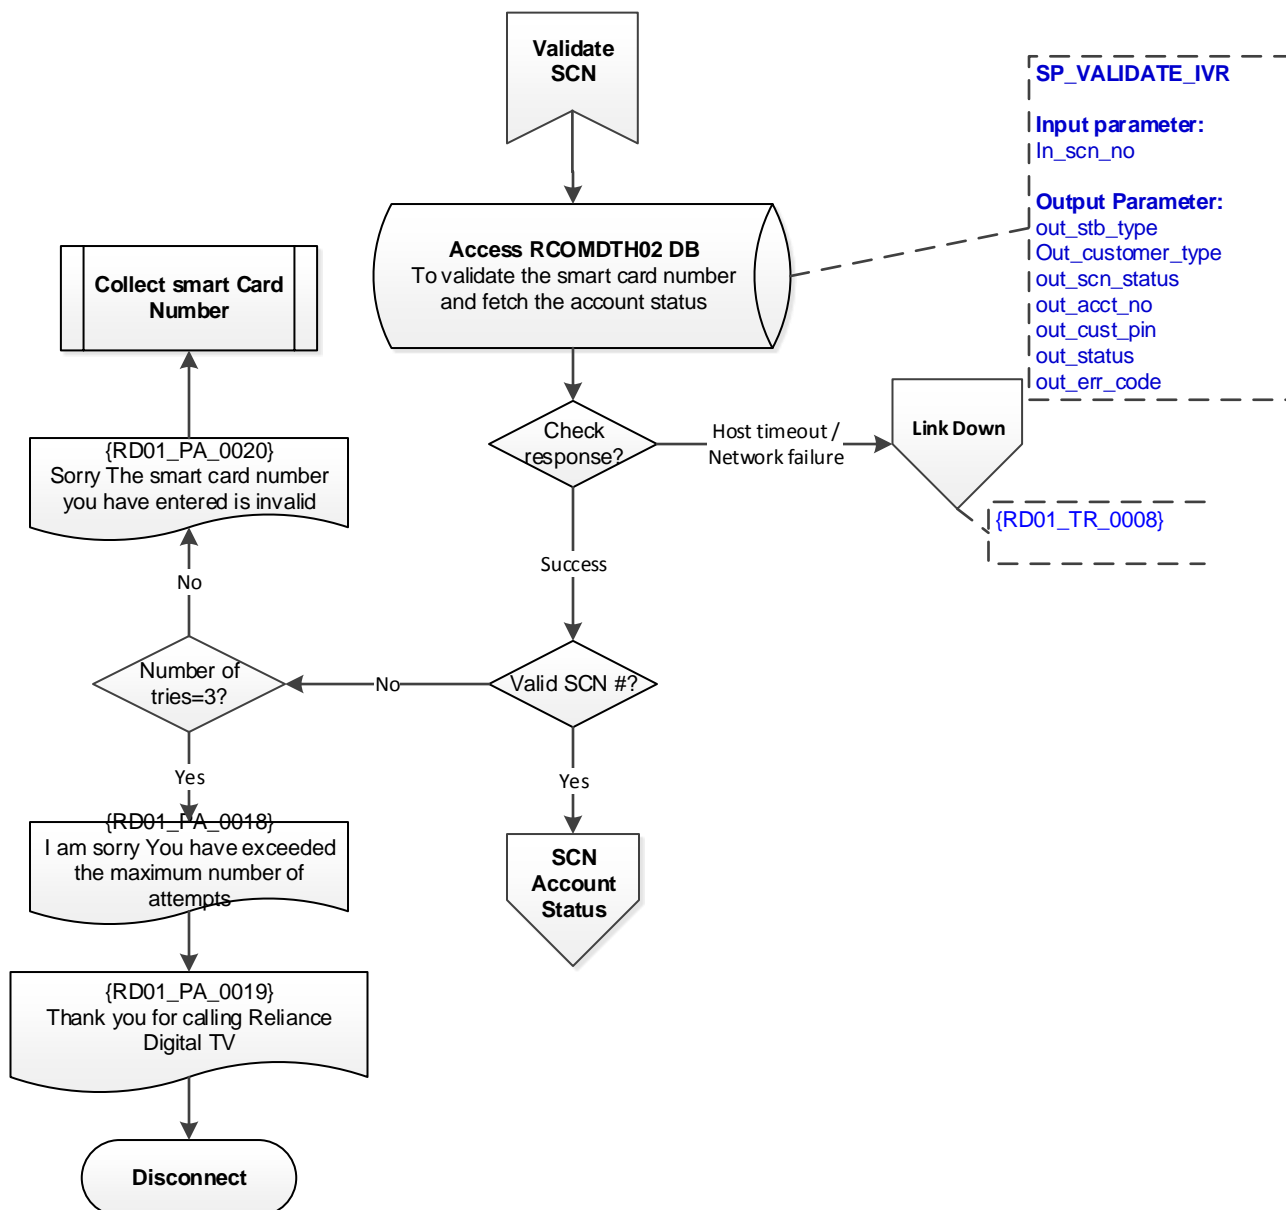 Validate
SCN
SP_VALIDATE_IVR
Input parameter:
In_scn_no
Output Parameter:
out_stb_type
Out_customer_type
out_scn_status
out_acct_no
out_cust_pin
out_status
out_err_code
Access RCOMDTH02 DB
To validate the smart card number
and fetch the account status
Collect smart Card
Number
Check
response?
Host timeout /
Network failure
Link Down
{RD01_TR_0008}
{RD01_PA_0020}
Sorry The smart card number
you have entered is invalid
Success
No
Number of
tries=3?
No
Valid SCN #?
Yes
Yes
{RD01_PA_0018}
I am sorry You have exceeded
the maximum number of
attempts
SCN
Account
Status
{RD01_PA_0019}
Thank you for calling Reliance
Digital TV
Disconnect